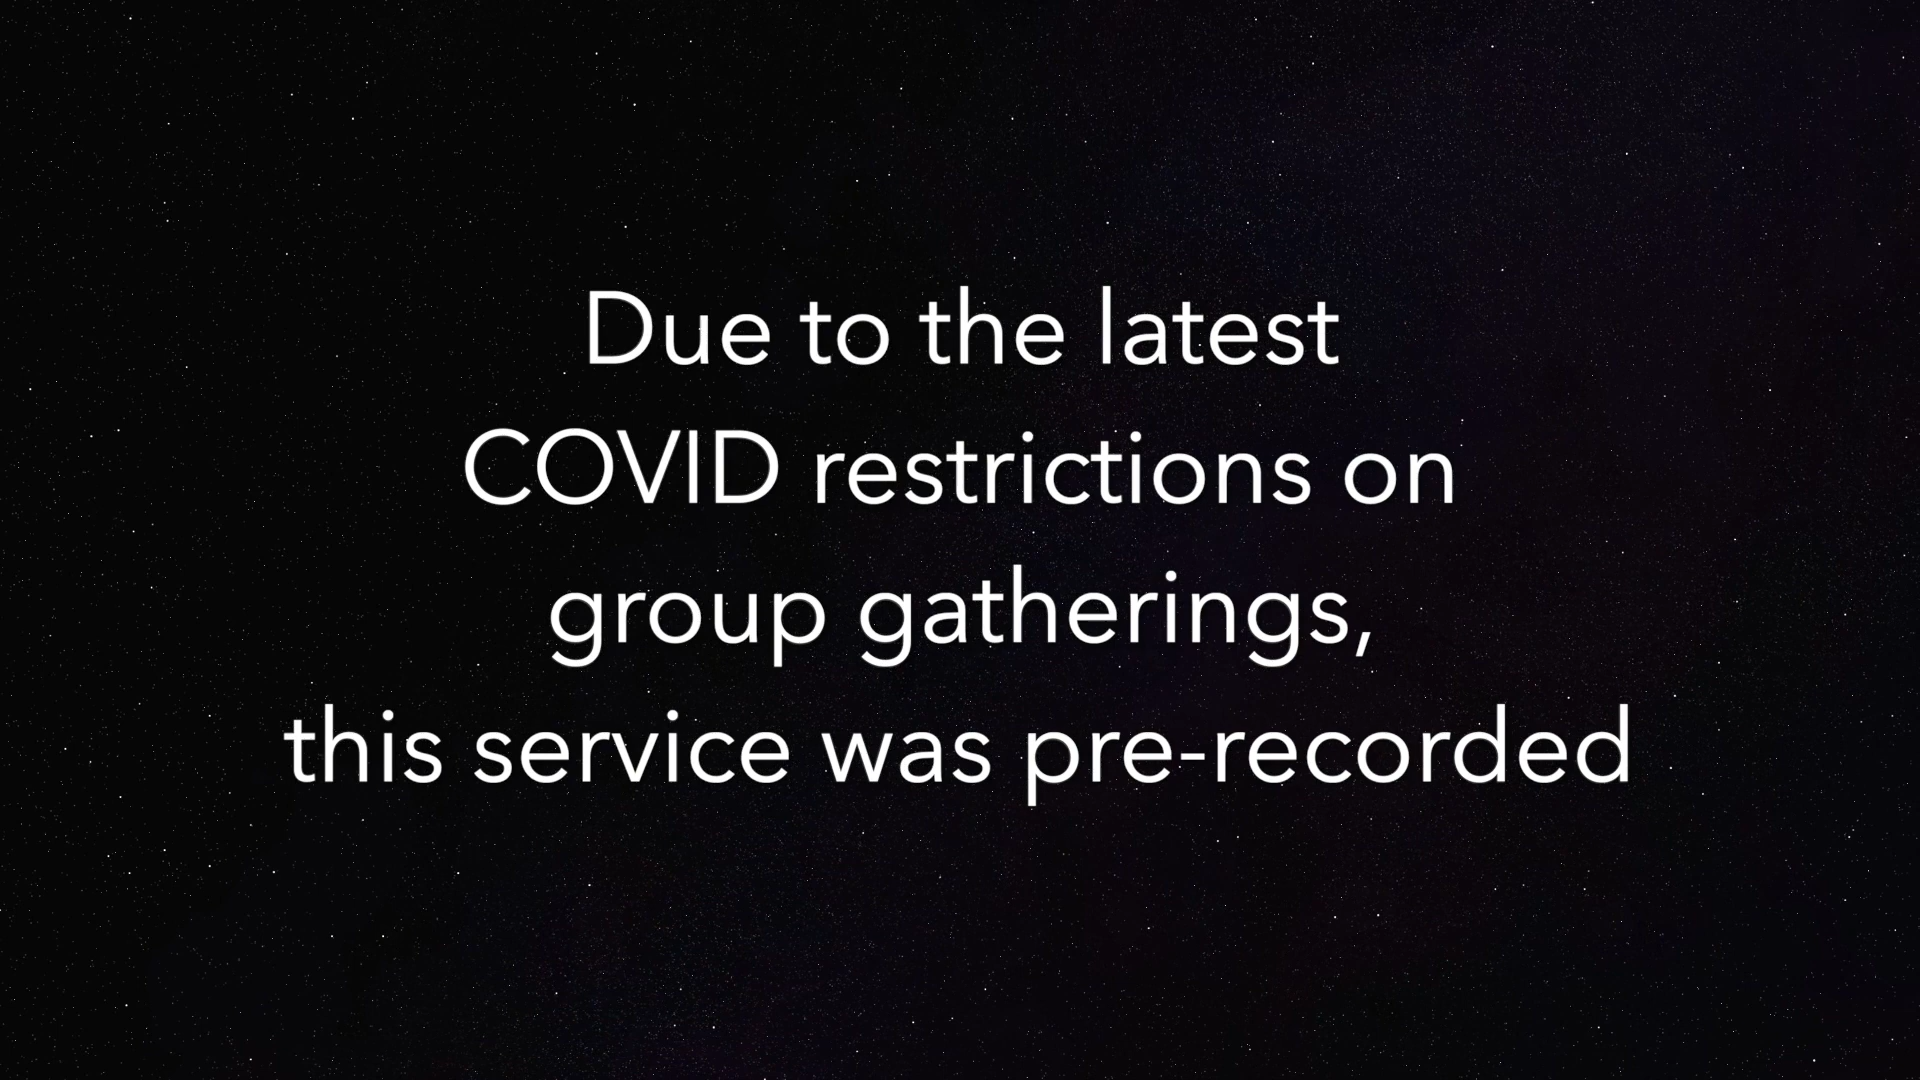 Due to the latest
COVID restrictions on
group gatherings,
this service was pre-recorded